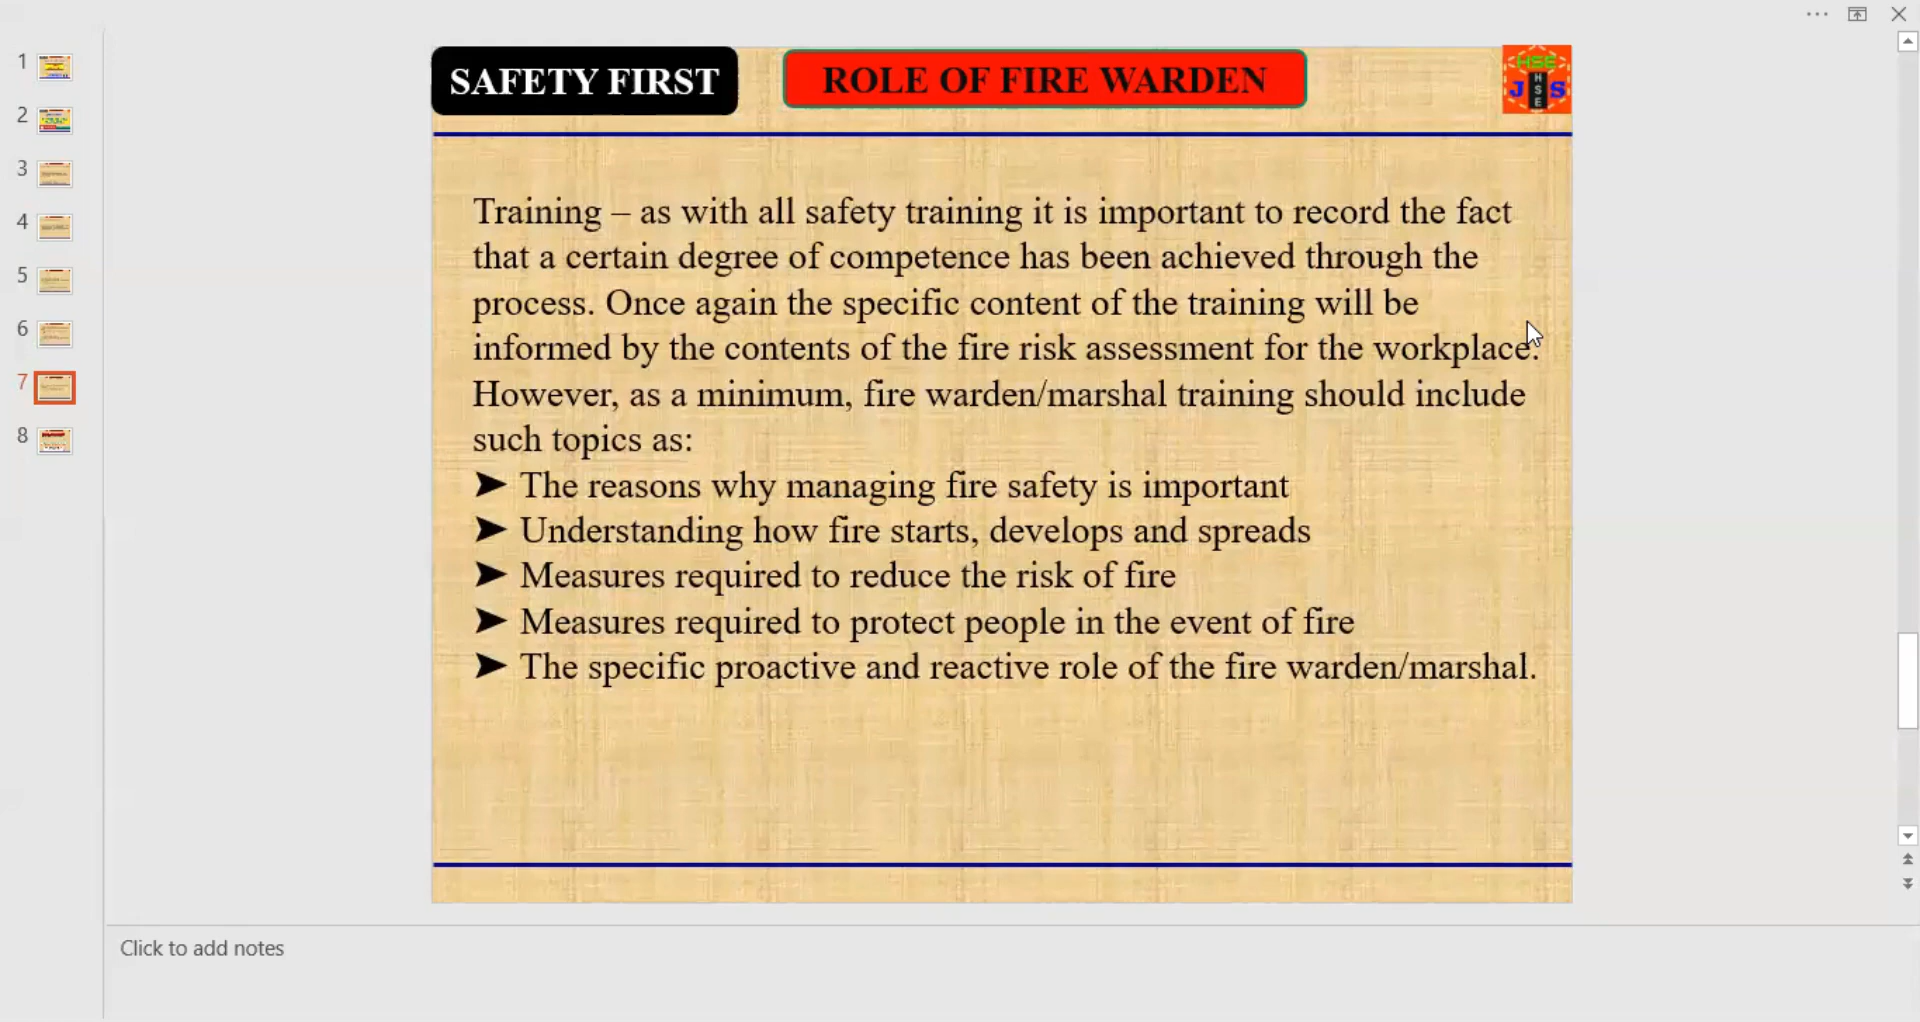 1
2
3
4
5
6
7
8
SAFETY FIRST
ROLE OF FIRE WARDEN
HSE
J HSE S
Training – as with all safety training it is important to record the fact
that a certain degree of competence has been achieved through the
process. Once again the specific content of the training will be
informed by the contents of the fire risk assessment for the workplace.
However, as a minimum, fire warden/marshal training should include
such topics as:
➤ The reasons why managing fire safety is important
➤ Understanding how fire starts, develops and spreads
➤ Measures required to reduce the risk of fire
➤ Measures required to protect people in the event of fire
➤ The specific proactive and reactive role of the fire warden/marshal.
Click to add notes